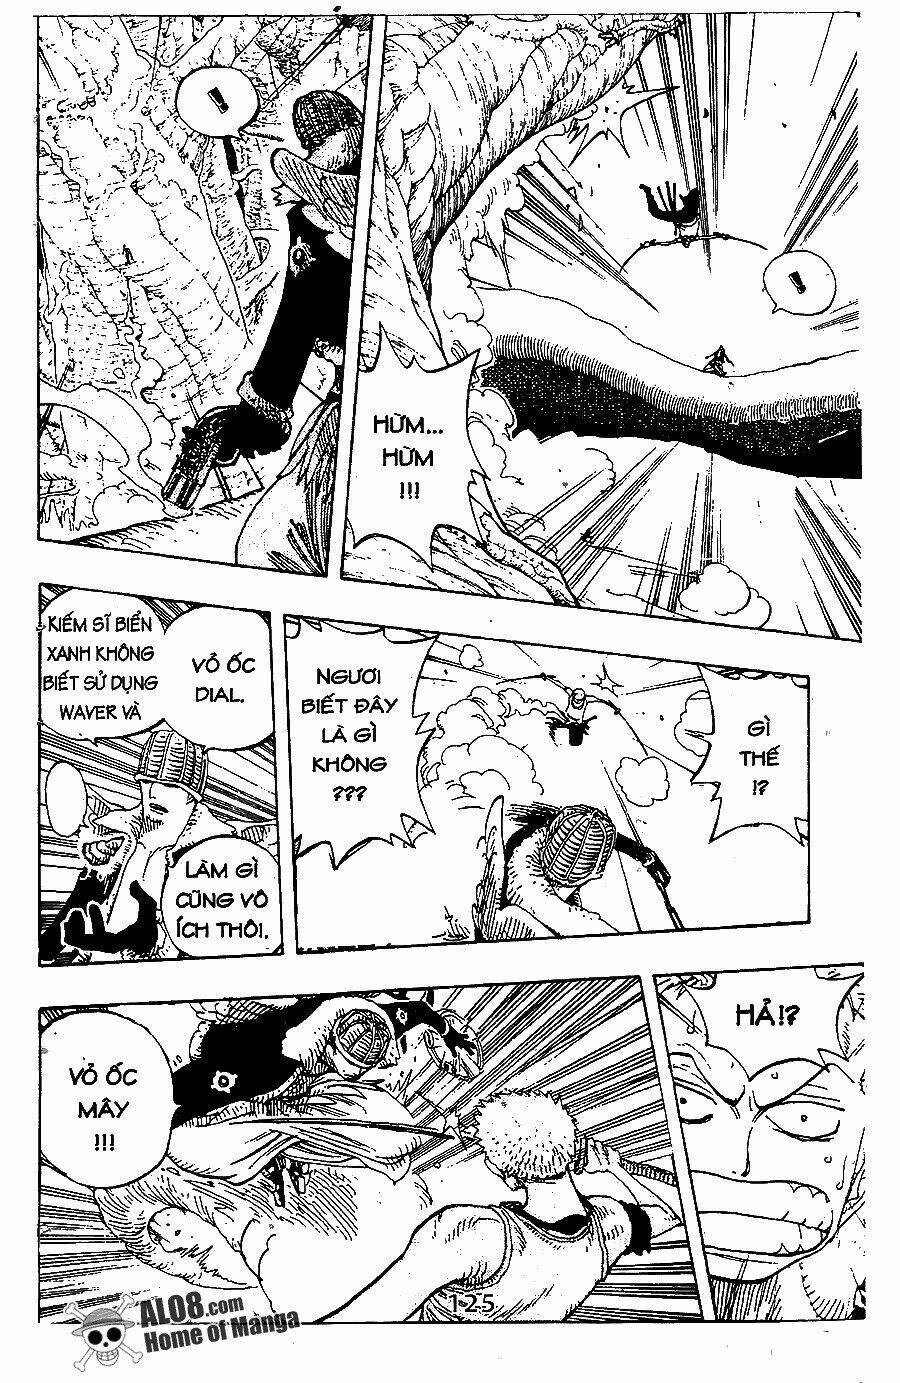 HỪM...
HỪM
!!!
GÌ
THẾ
!?
NGƯƠI
BIẾT ĐÂY
LÀ GÌ
KHÔNG
???
VỎ ỐC
DIAL.
KIẾM SĨ BIỂN
XANH KHÔNG
BIẾT SỬ DỤNG
WAVER VÀ
LÀM GÌ
CŨNG VÔ
ÍCH THÔI.
HẢ!?
VỎ ỐC
MÂY
!!!
125
ALO8.com
Home of Manga